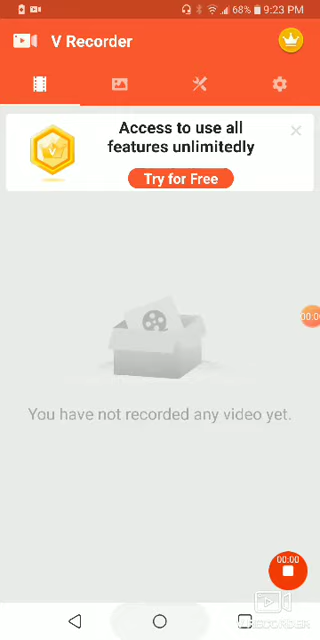 68% 9:23 PM
V Recorder
Access to use all
features unlimitedly
Try for Free
You have not recorded any video yet.
00:00